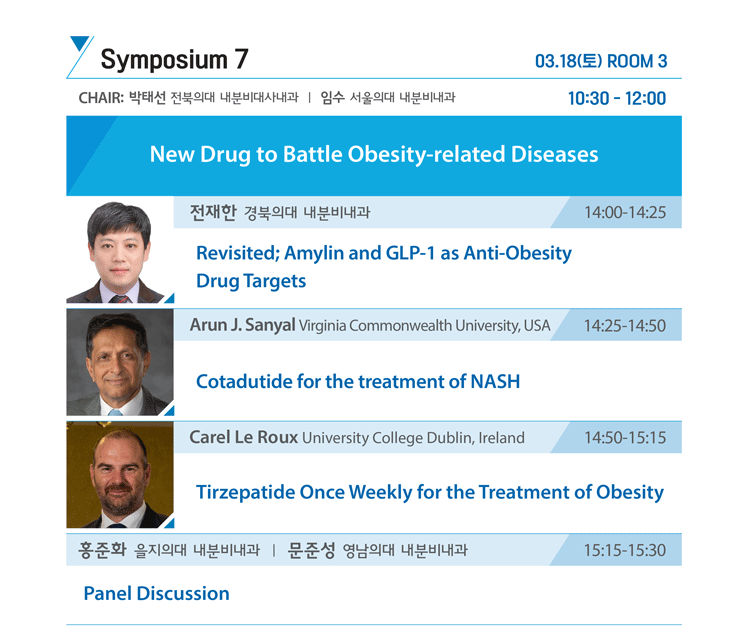 Symposium 7
03.18(토) ROOM 3
CHAIR: 박태선 전북의대 내분비대사내과 | 임수 서울의대 내분비내과
10:30 - 12:00
New Drug to Battle Obesity-related Diseases
전재한 경북의대 내분비내과
14:00-14:25
Revisited; Amylin and GLP-1 as Anti-Obesity
Drug Targets
Arun J. Sanyal Virginia Commonwealth University, USA
14:25-14:50
Cotadutide for the treatment of NASH
Carel Le Roux University College Dublin, Ireland
14:50-15:15
Tirzepatide Once Weekly for the Treatment of Obesity
홍준화 을지의대 내분비내과 | 문준성 영남의대 내분비내과
15:15-15:30
Panel Discussion